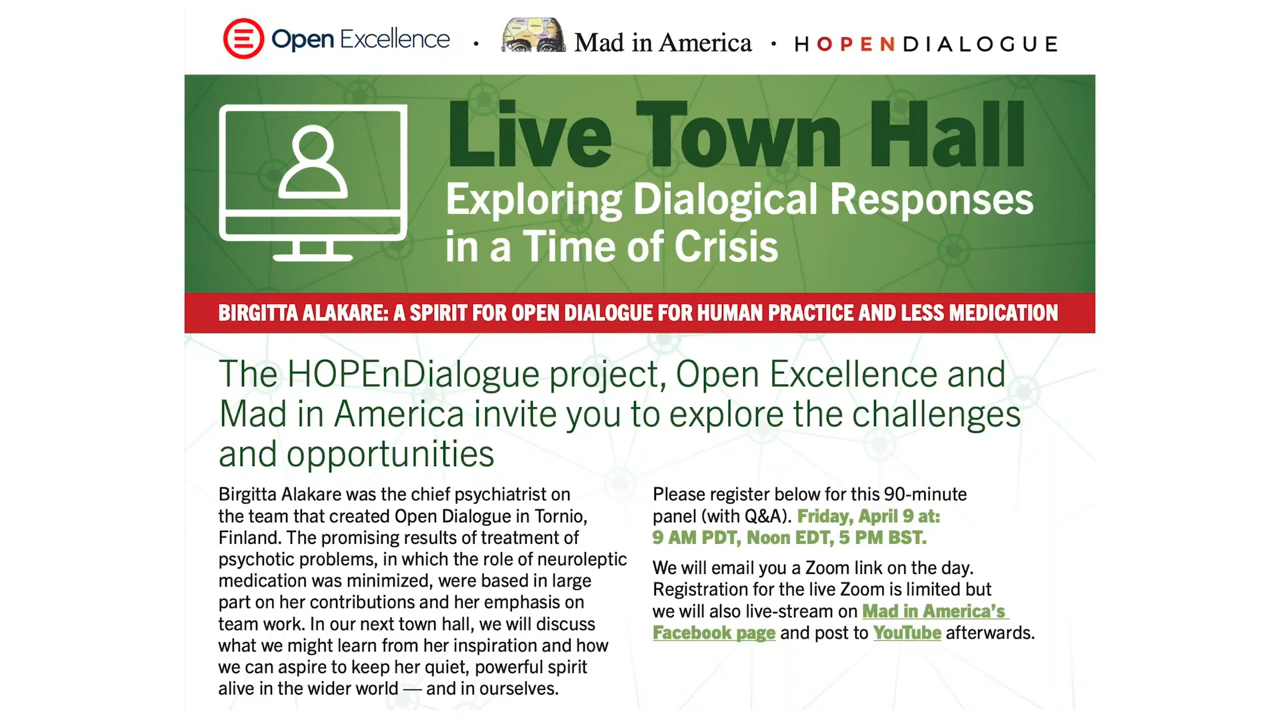 Open Excellence · Mad in America · HOPENDIALOGUE
Live Town Hall
Exploring Dialogical Responses
in a Time of Crisis
BIRGITTA ALAKARE: A SPIRIT FOR OPEN DIALOGUE FOR HUMAN PRACTICE AND LESS MEDICATION
The HOPEnDialogue project, Open Excellence and
Mad in America invite you to explore the challenges
and opportunities
Birgitta Alakare was the chief psychiatrist on
the team that created Open Dialogue in Tornio,
Finland. The promising results of treatment of
psychotic problems, in which the role of neuroleptic
medication was minimized, were based in large
part on her contributions and her emphasis on
team work. In our next town hall, we will discuss
what we might learn from her inspiration and how
we can aspire to keep her quiet, powerful spirit
alive in the wider world — and in ourselves.
Please register below for this 90-minute
panel (with Q&A). Friday, April 9 at:
9 AM PDT, Noon EDT, 5 PM BST.
We will email you a Zoom link on the day.
Registration for the live Zoom is limited but
we will also live-stream on Mad in America's
Facebook page and post to YouTube afterwards.